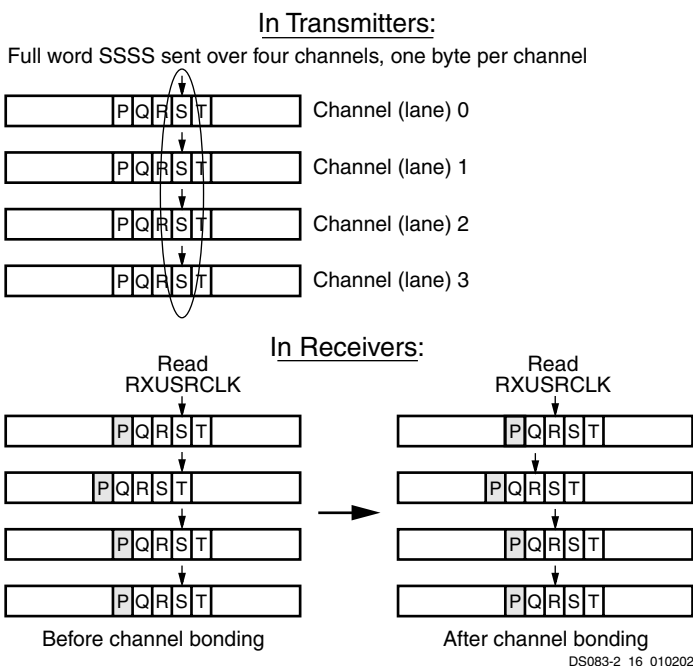 In Transmitters:
Full word SSSS sent over four channels, one byte per channel
P Q R S T Channel (lane) 0
P Q R S T Channel (lane) 1
P Q R S T Channel (lane) 2
P Q R S T Channel (lane) 3
In Receivers:
Read
RXUSRCLK
P Q R S T
P Q R S T
P Q R S T
P Q R S T
Before channel bonding
Read
RXUSRCLK
P Q R S T
P Q R S T
P Q R S T
P Q R S T
After channel bonding
DS083-2_16_010202